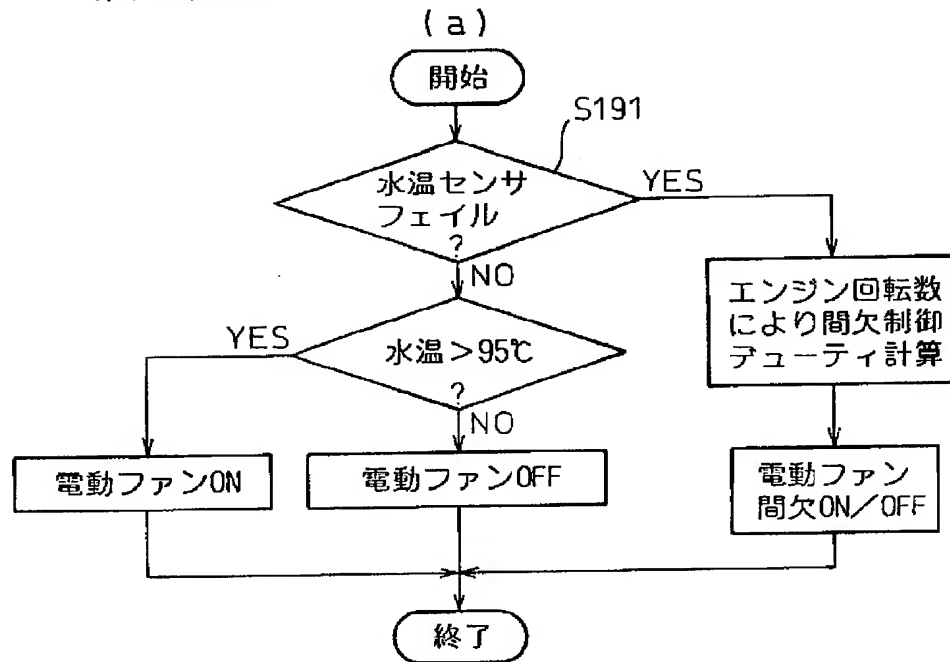 (a)
開始
S191
水温センサ
フェイル
?
YES
NO
エンジン回転数
により間欠制御
デューティ計算
YES
水温>95℃
?
NO
電動ファンON
電動ファンOFF
電動ファン
間欠ON/OFF
終了